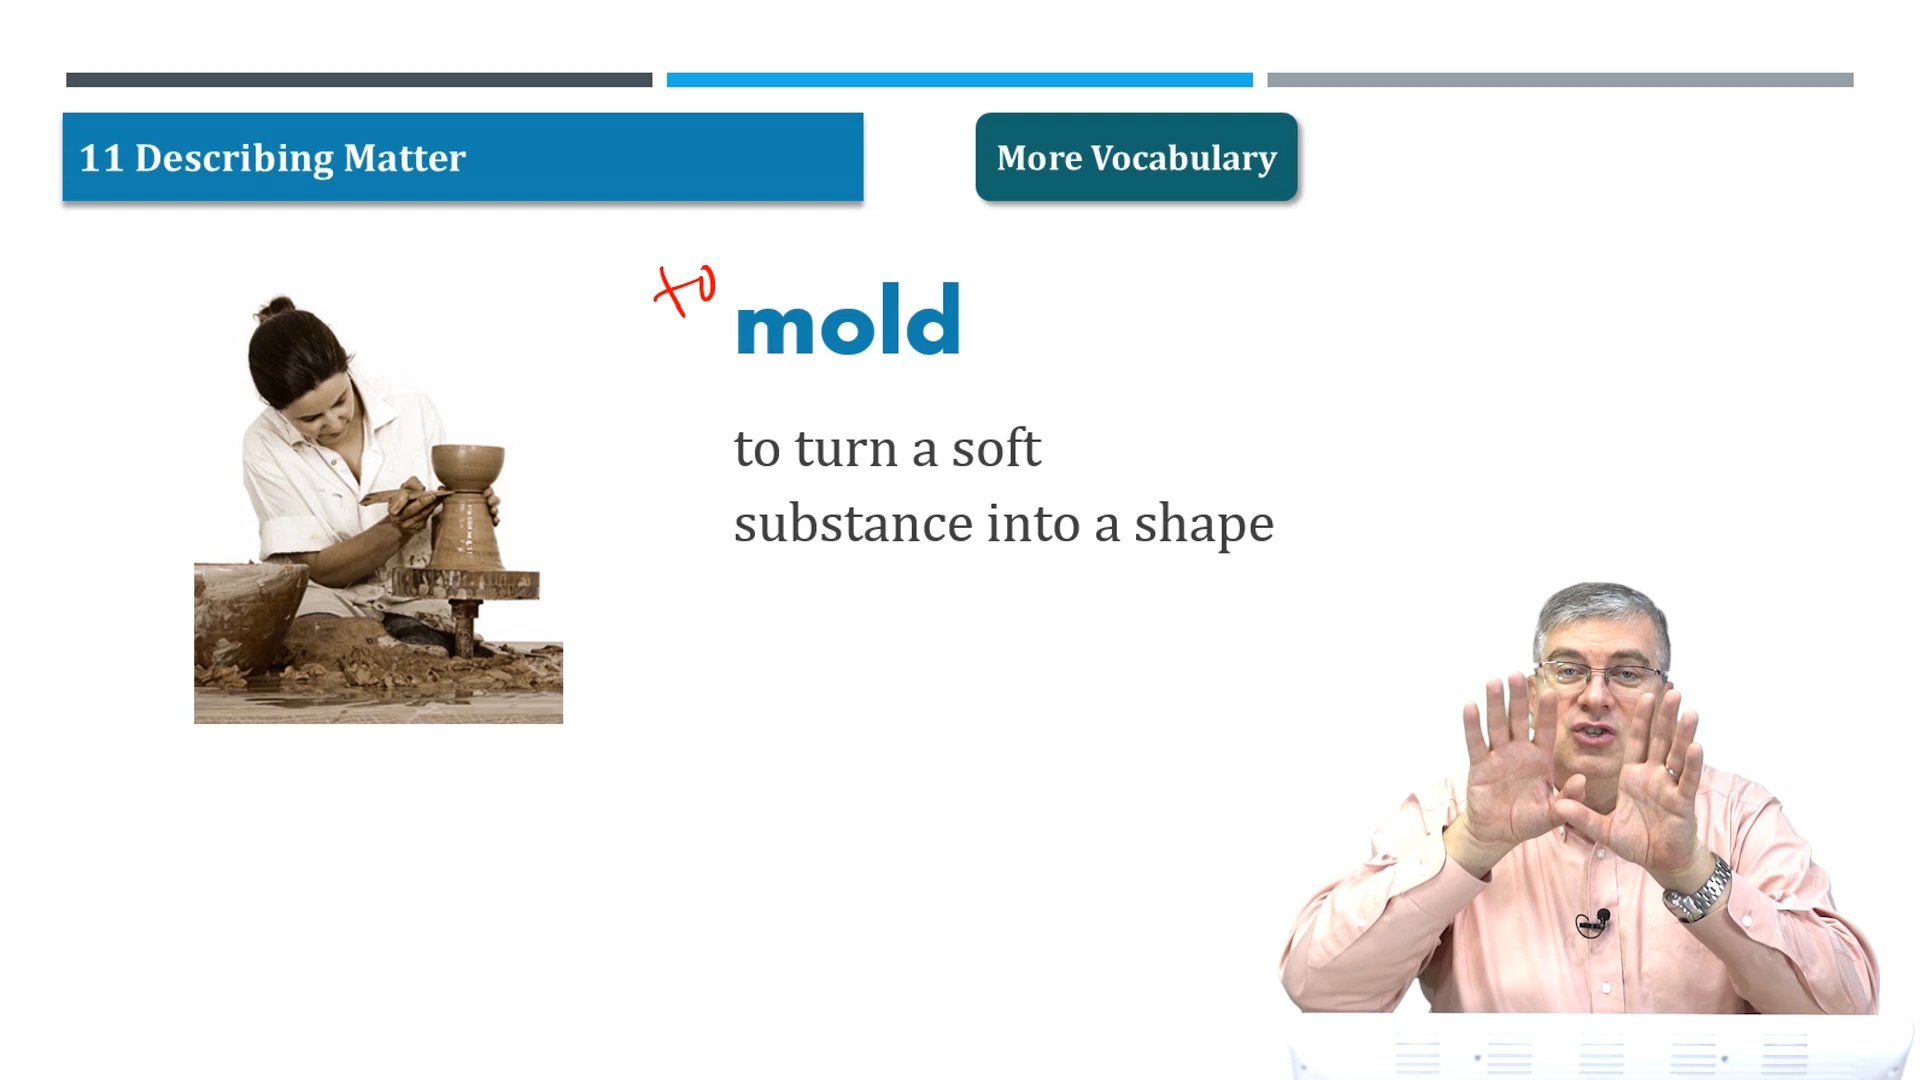 11 Describing Matter
More Vocabulary
to mold
to turn a soft
substance into a shape